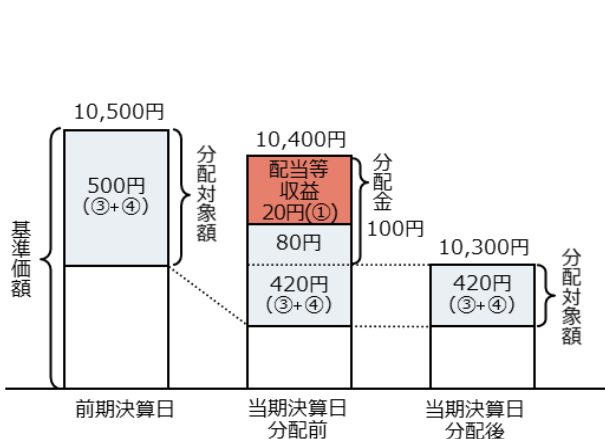 10,500円
500円
(③+④)
分配対象額
基準価額
前期決算日
10,400円
配当等
収益
20円(①)
80円
420円
(③+④)
分配金
100円
当期決算日
分配前
10,300円
420円
(③+④)
分配対象額
当期決算日
分配後